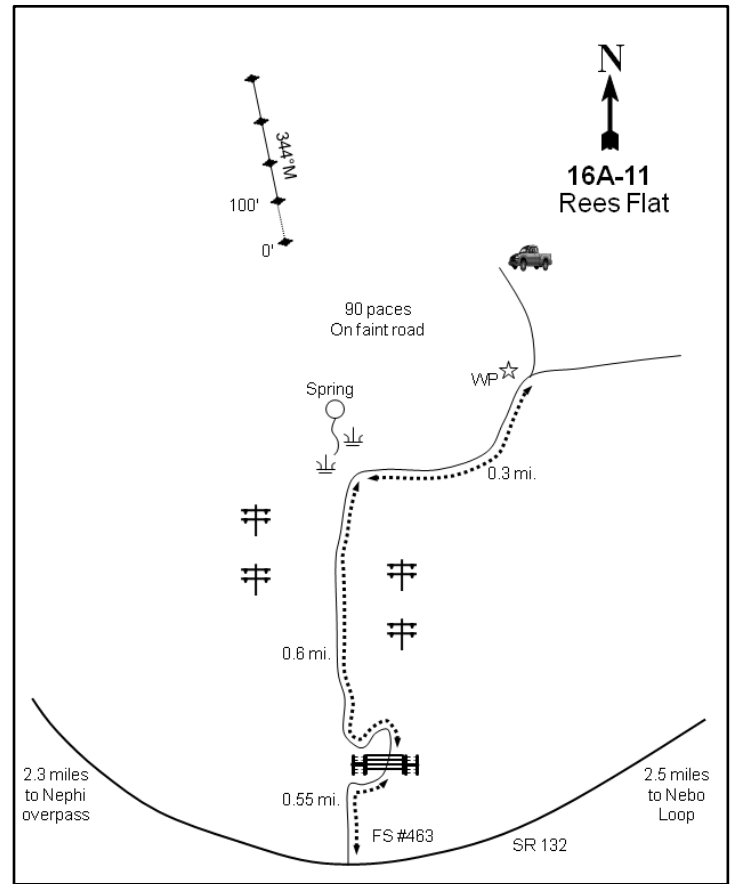 N
16A-11
Rees Flat
344°M
100'
0'
90 paces
On faint road
WP
Spring
0.3 mi.
0.6 mi.
2.3 miles
to Nephi
overpass
2.5 miles
to Nebo
Loop
0.55 mi.
FS #463
SR 132